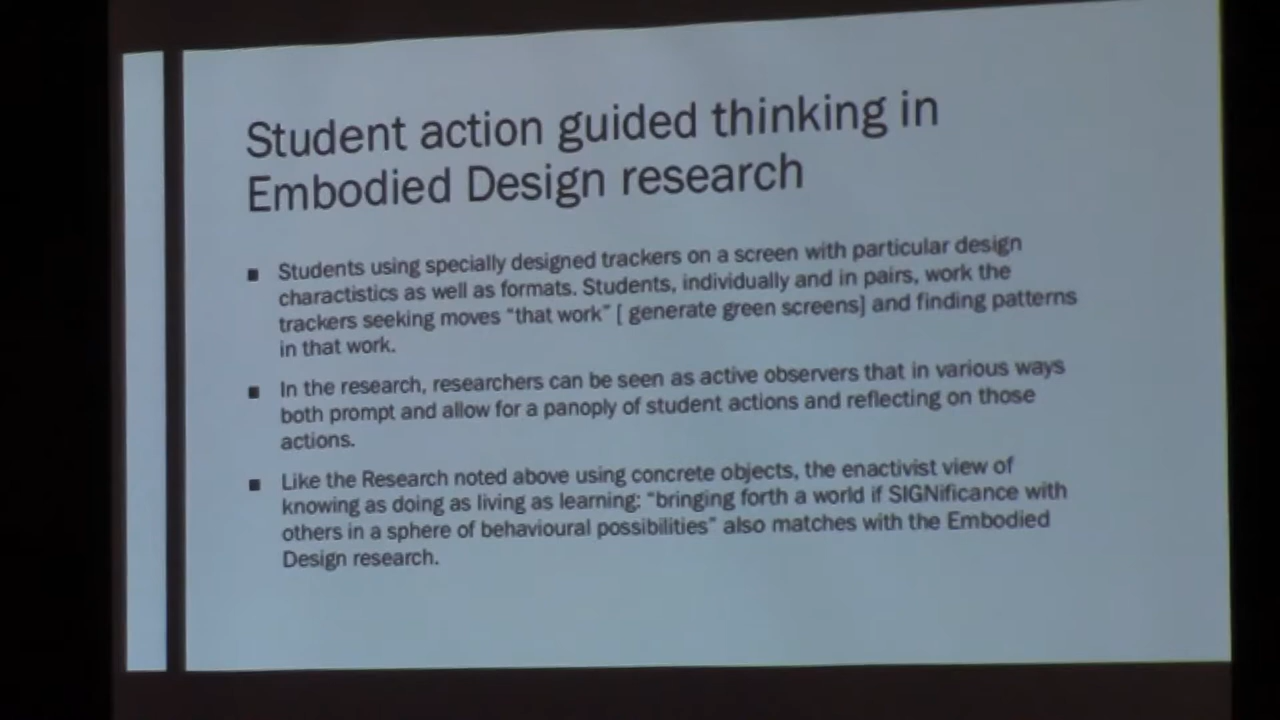 Student action guided thinking in
Embodied Design research
▪ Students using specially designed trackers on a screen with particular design
charactistics as well as formats. Students, individually and in pairs, work the
trackers seeking moves “that work” [ generate green screens] and finding patterns
in that work.
▪ In the research, researchers can be seen as active observers that in various ways
both prompt and allow for a panoply of student actions and reflecting on those
actions.
▪ Like the Research noted above using concrete objects, the enactivist view of
knowing as doing as living as learning: “bringing forth a world if SIGNificance with
others in a sphere of behavioural possibilities” also matches with the Embodied
Design research.